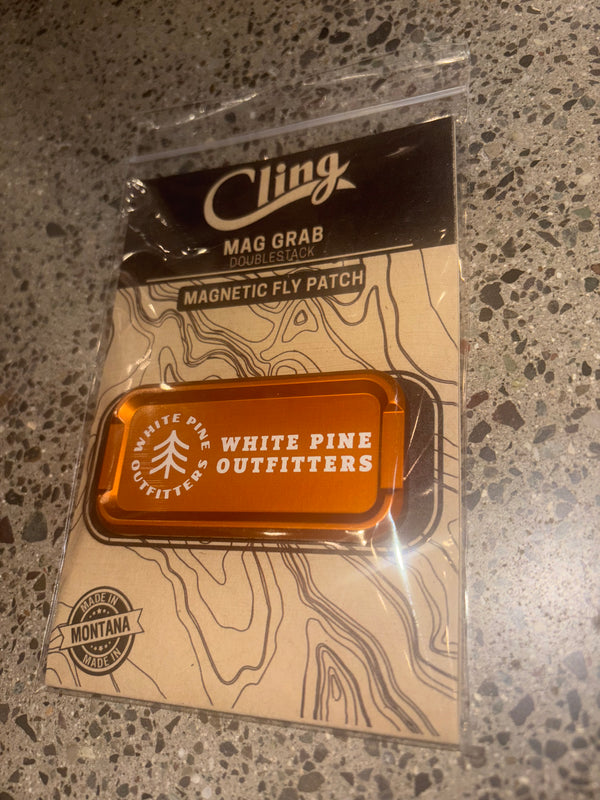 Cling
MAG GRAB
DOUBLESTACK
MAGNETIC FLY PATCH
WHITE PINE
OUTFITTERS
WHITE PINE
OUTFITTERS
MADE IN
MONTANA
MADE IN